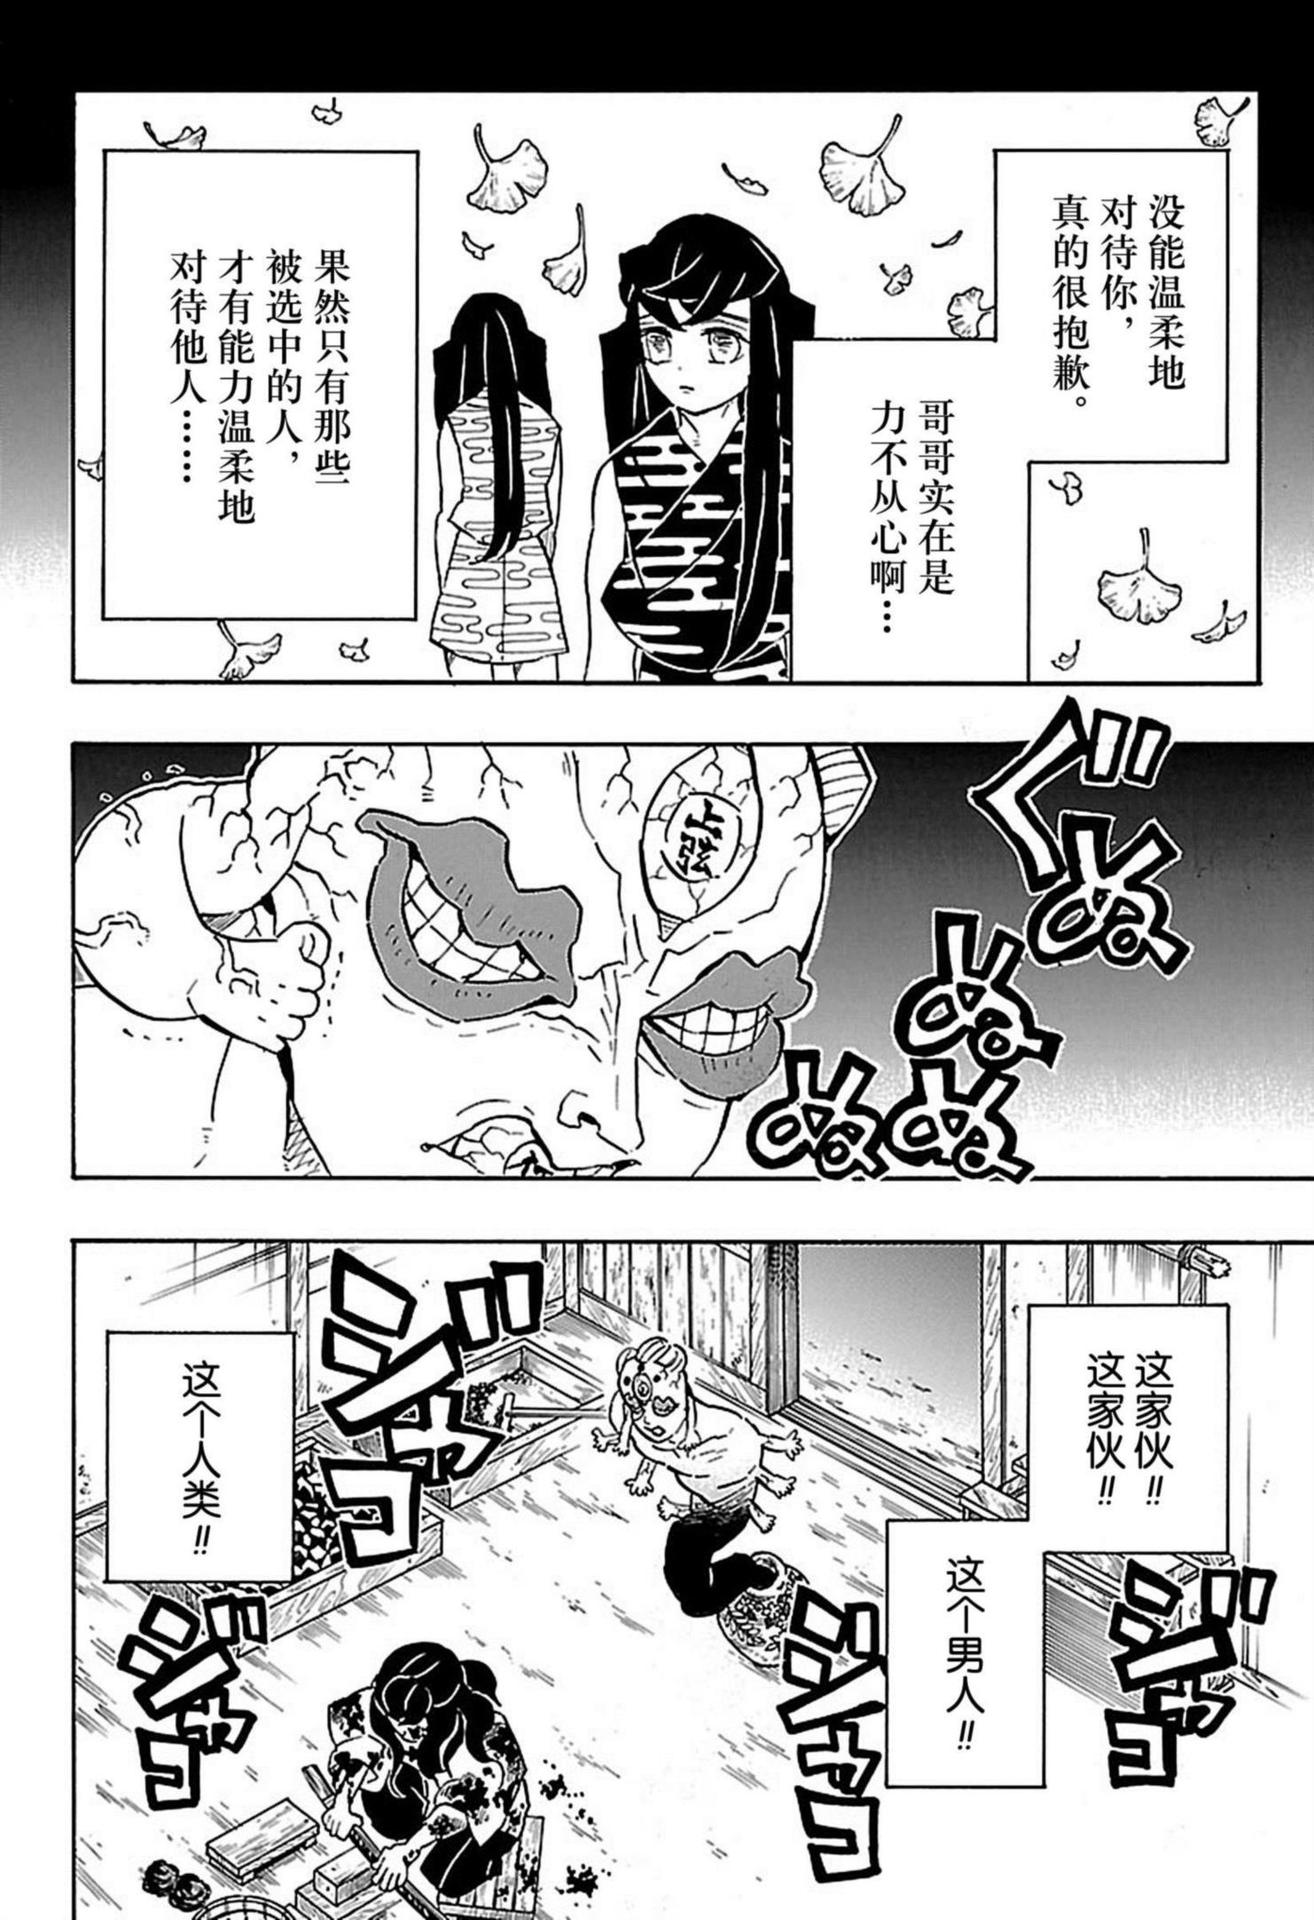 没能温柔地
对待你，
真的很抱歉。
哥哥实在是
力不从心啊…
果然只有那些
被选中的人，
才有能力温柔地
对待他人……
上弦
ぐぬぬぬぬ
这家伙!!
这家伙!!
这个男人!!
这个人类!!
ジャコ
ジャコ
ジャコ
ジャコ